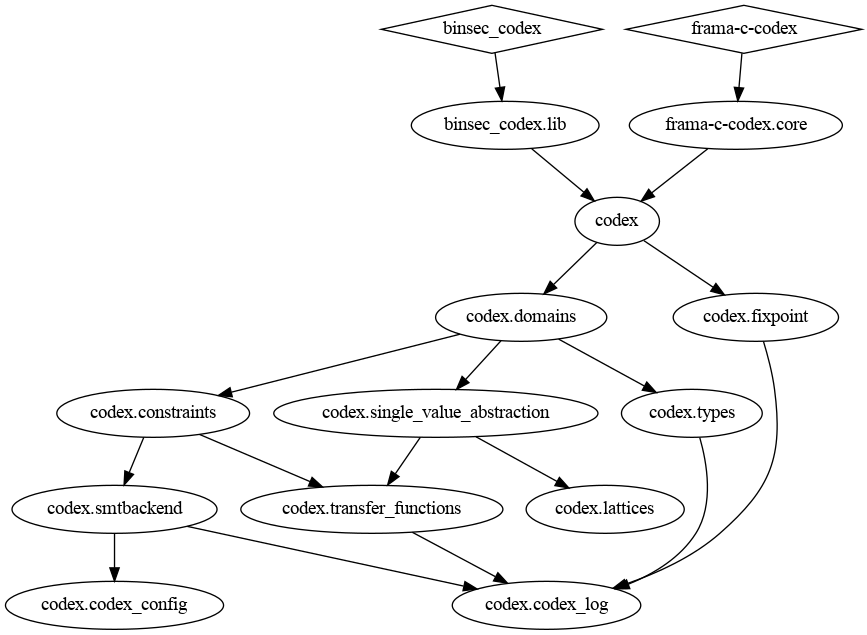 binsec_codex
frama-c-codex
binsec_codex.lib
frama-c-codex.core
codex
codex.domains
codex.fixpoint
codex.constraints
codex.single_value_abstraction
codex.types
codex.smtbackend
codex.transfer_functions
codex.lattices
codex.codex_config
codex.codex_log